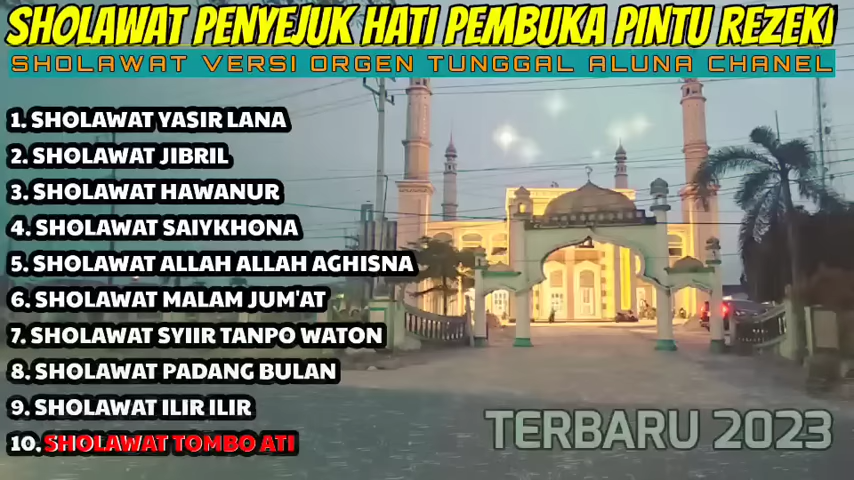 SHOLAWAT PENYEJUK HATI PEMBUKA PINTU REZEKI
SHOLAWAT VERSI ORGEN TUNGGAL ALUNA CHANEL
1. SHOLAWAT YASIR LANA
2. SHOLAWAT JIBRIL
3. SHOLAWAT HAWANUR
4. SHOLAWAT SAIYKHONA
5. SHOLAWAT ALLAH ALLAH AGHISNA
6. SHOLAWAT MALAM JUM'AT
7. SHOLAWAT SYIIR TANPO WATON
8. SHOLAWAT PADANG BULAN
9. SHOLAWAT ILIR ILIR
10. SHOLAWAT TOMBO ATI
TERBARU 2023